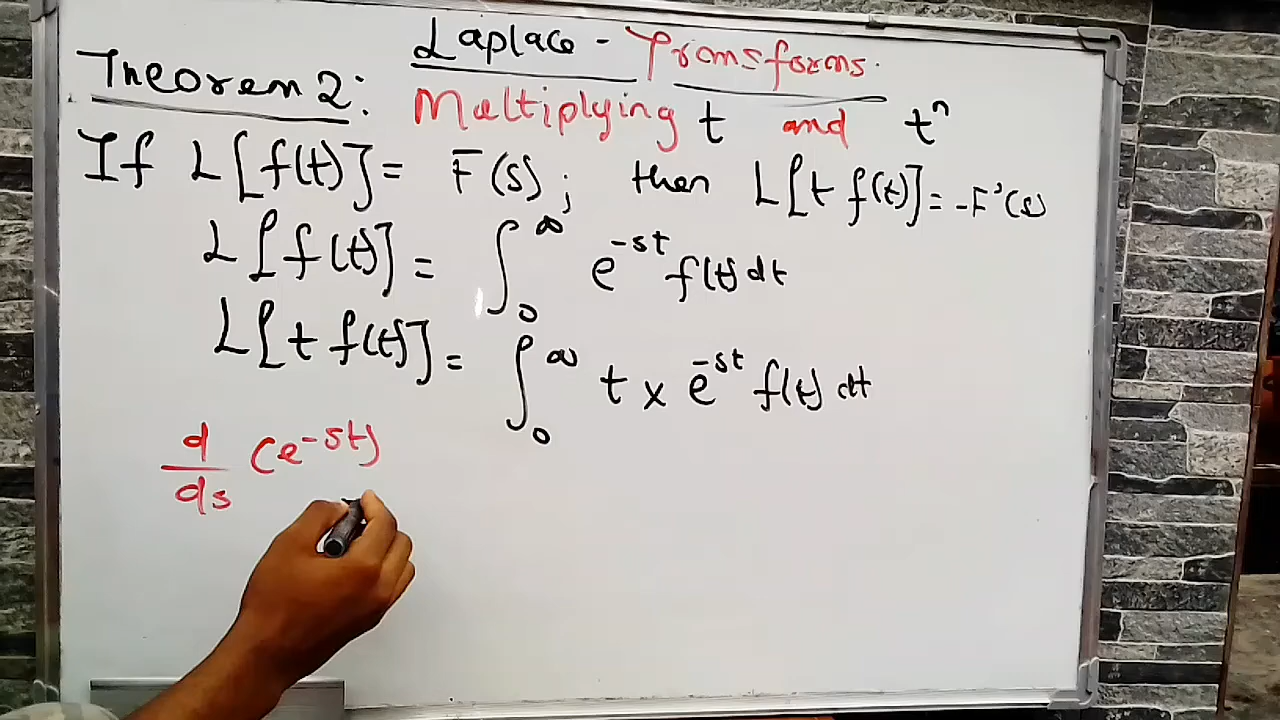 Laplace - Transforms.
Theorem 2: Multiplying t and tⁿ
If L[f(t)] = F(s); then L[t f(t)] = -F'(s)
L[f(t)] = ∫₀^∞ e^{-st} f(t) dt
L[t f(t)] = ∫₀^∞ t × e^{-st} f(t) dt
d/ds (e^{-st})